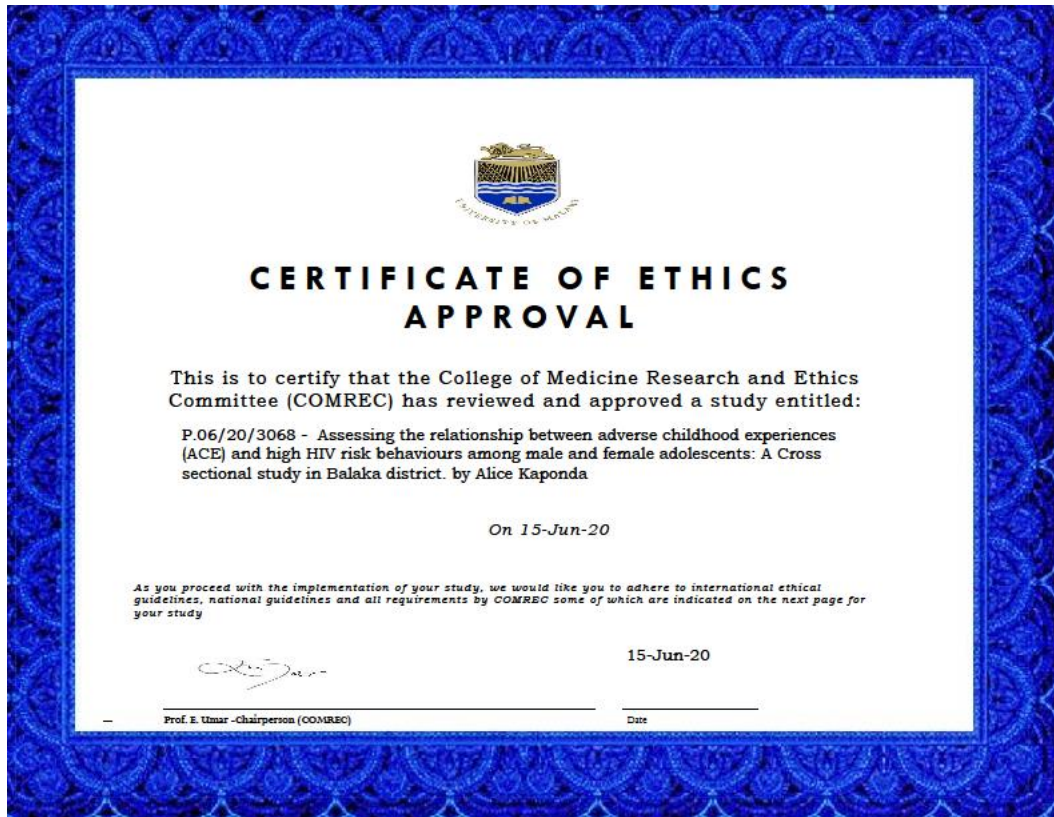 UNIVERSITY OF MALAWI
CERTIFICATE OF ETHICS
APPROVAL
This is to certify that the College of Medicine Research and Ethics
Committee (COMREC) has reviewed and approved a study entitled:
P.06/20/3068 - Assessing the relationship between adverse childhood experiences
(ACE) and high HIV risk behaviours among male and female adolescents: A Cross
sectional study in Balaka district. by Alice Kaponda
On 15-Jun-20
As you proceed with the implementation of your study, we would like you to adhere to international ethical
guidelines, national guidelines and all requirements by COMREC some of which are indicated on the next page for
your study
15-Jun-20
Prof. E. Umar -Chairperson (COMREC)
Date